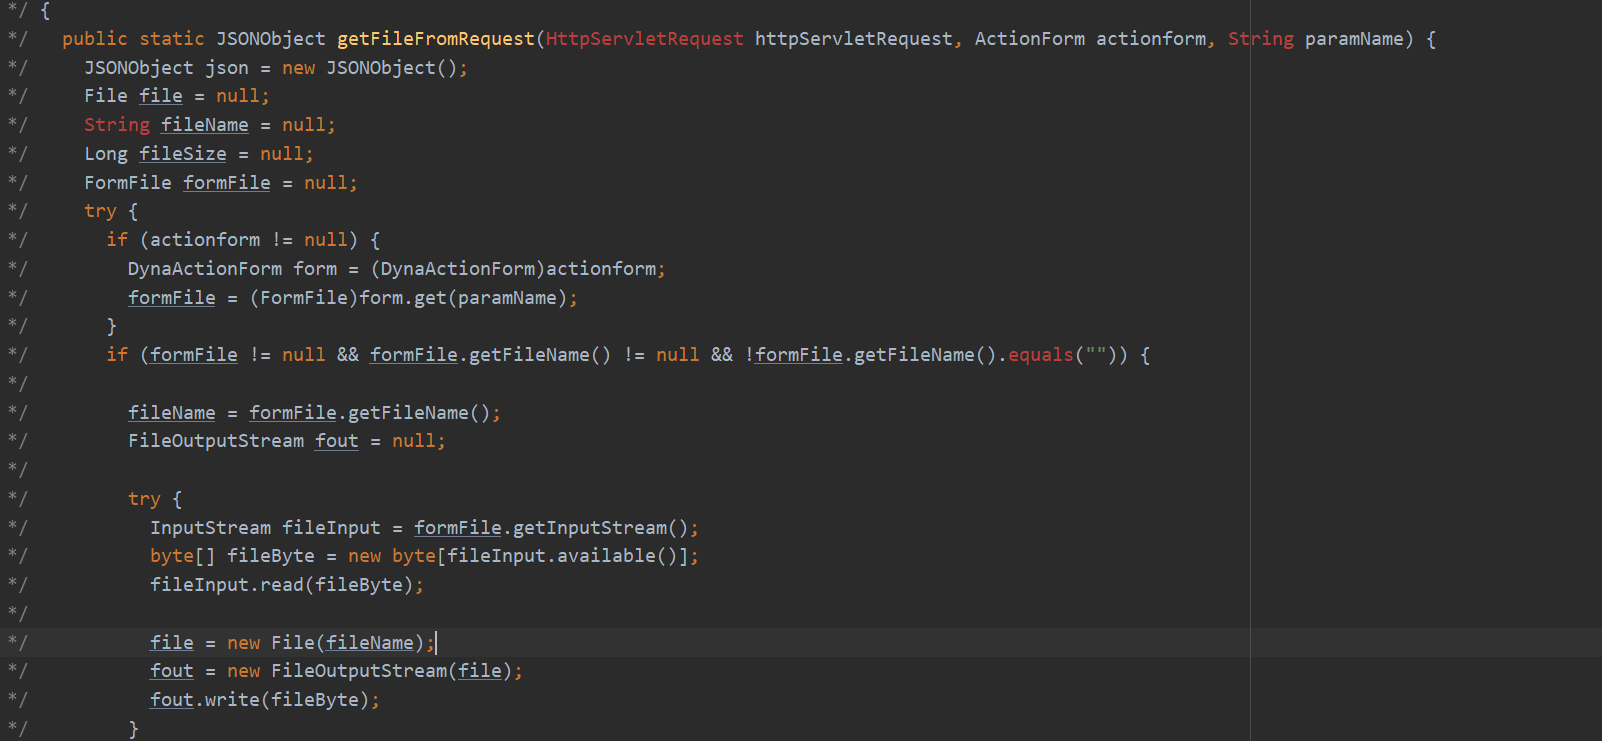 */ {
*/   public static JSONObject getFileFromRequest(HttpServletRequest httpServletRequest, ActionForm actionform, String paramName) {
*/     JSONObject json = new JSONObject();
*/     File file = null;
*/     String fileName = null;
*/     Long fileSize = null;
*/     FormFile formFile = null;
*/     try {
*/       if (actionform != null) {
*/         DynaActionForm form = (DynaActionForm)actionform;
*/         formFile = (FormFile)form.get(paramName);
*/       }
*/       if (formFile != null && formFile.getFileName() != null && !formFile.getFileName().equals("")) {
*/
*/         fileName = formFile.getFileName();
*/         FileOutputStream fout = null;
*/
*/         try {
*/           InputStream fileInput = formFile.getInputStream();
*/           byte[] fileByte = new byte[fileInput.available()];
*/           fileInput.read(fileByte);
*/
*/           file = new File(fileName);
*/           fout = new FileOutputStream(file);
*/           fout.write(fileByte);
*/         }